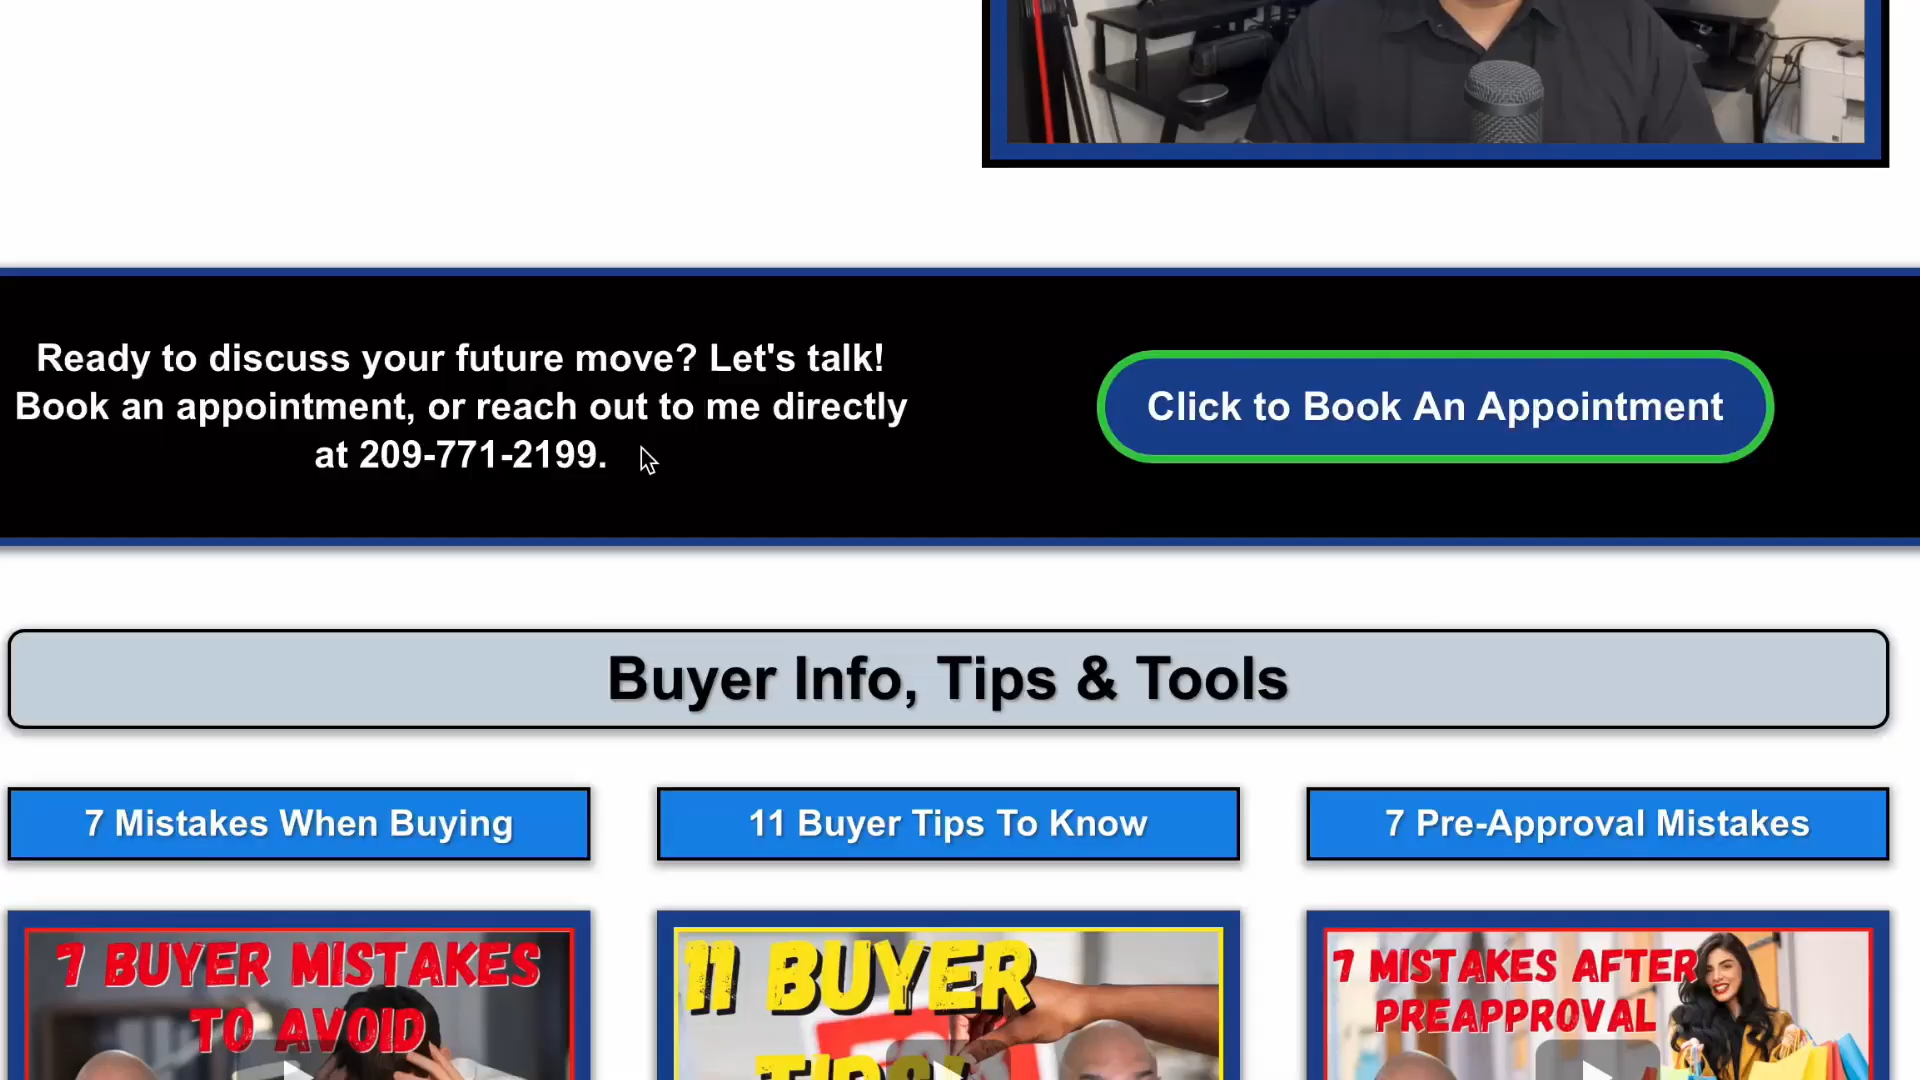 Ready to discuss your future move? Let's talk!
Book an appointment, or reach out to me directly
at 209-771-2199.
Click to Book An Appointment
Buyer Info, Tips & Tools
7 Mistakes When Buying
11 Buyer Tips To Know
7 Pre-Approval Mistakes
7 BUYER MISTAKES
TO AVOID
11 BUYER
TIPS!
7 MISTAKES AFTER
PREAPPROVAL